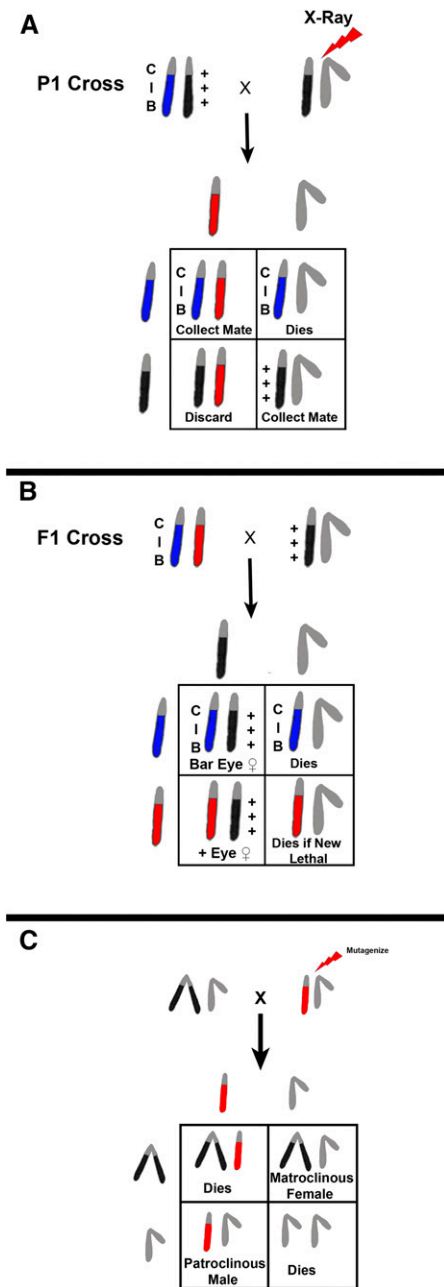 A
X-Ray
P1 Cross
C
I
B
+
+
+
X
C
I
B
Collect Mate
C
I
B
Dies
Discard
+
+
+
Collect Mate
B
F1 Cross
C
I
B
X
+
+
+
C
I
B
+
+
+
Bar Eye ♀
C
I
B
Dies
+
+
+
+ Eye ♀
Dies if New
Lethal
C
Mutagenize
X
Dies
Matroclinous
Female
Patroclinous
Male
Dies